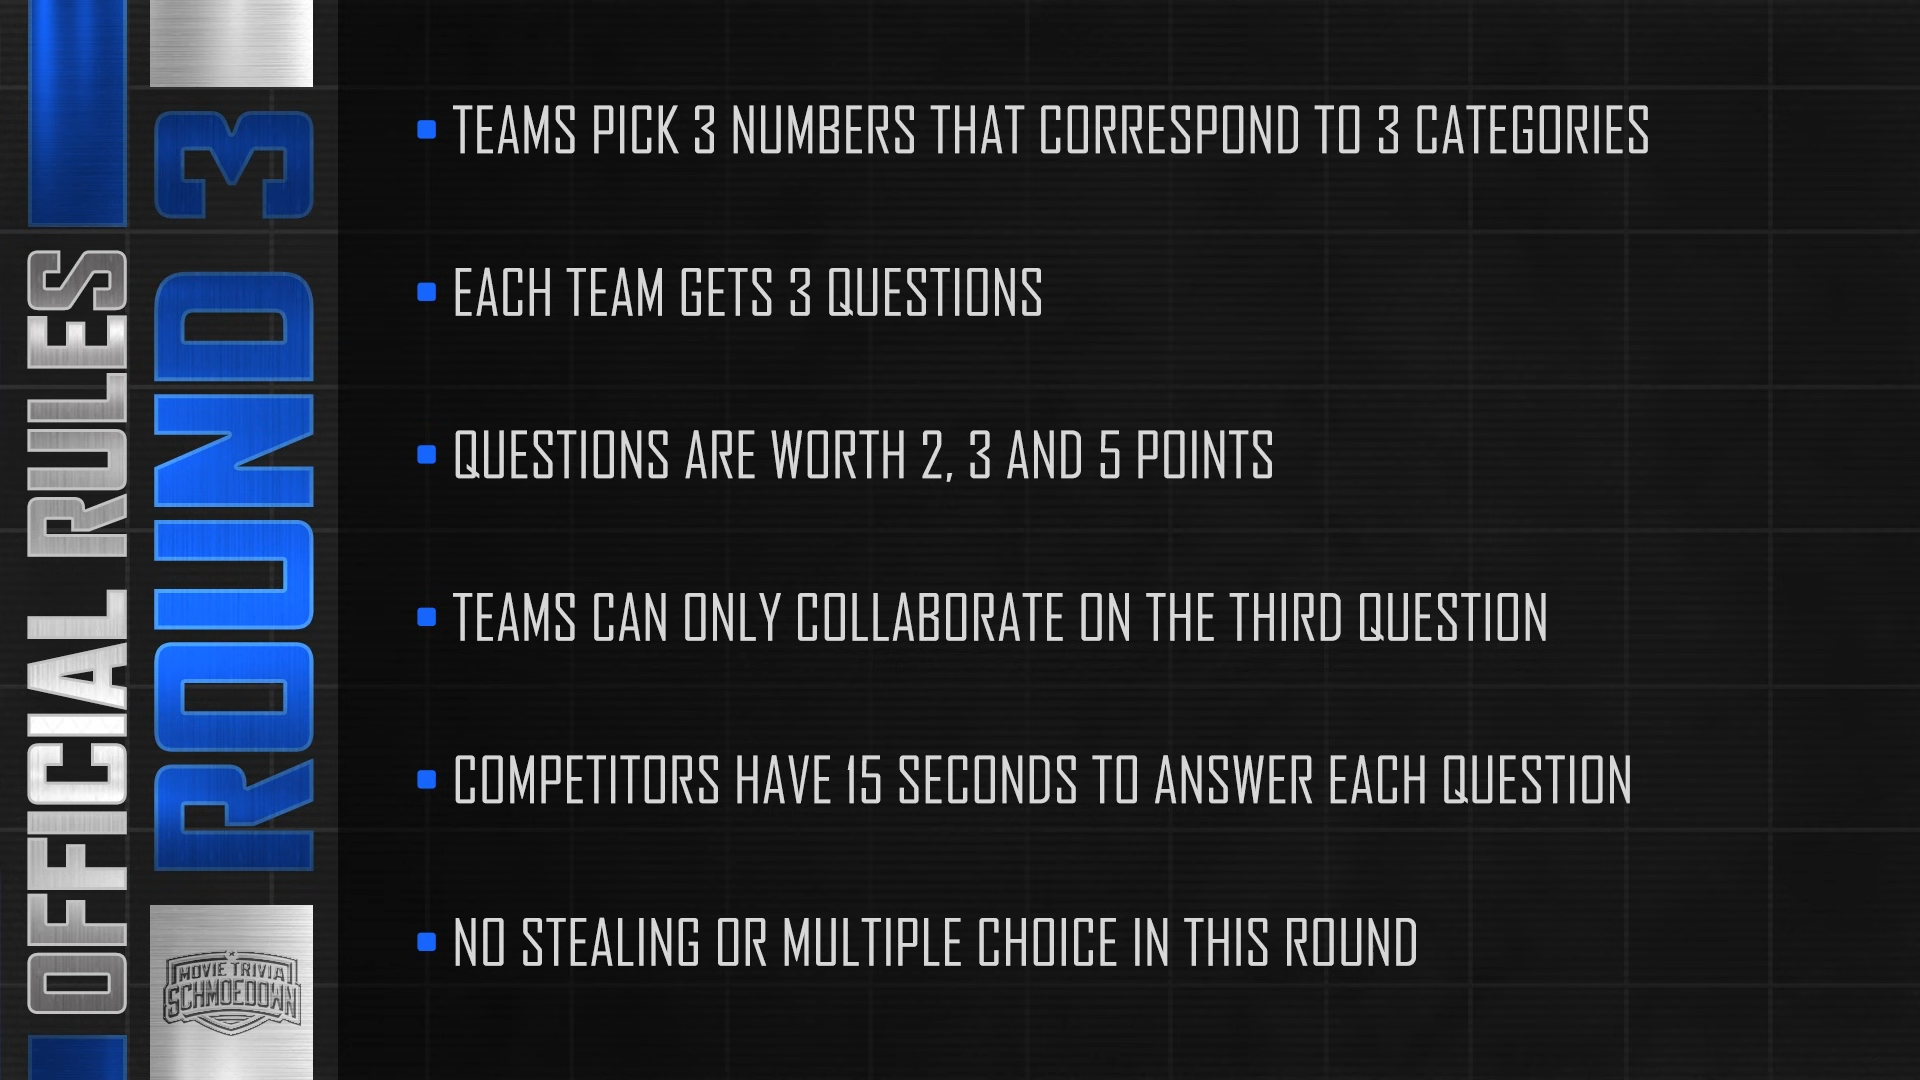 OFFICIAL RULES
ROUND 3
MOVIE TRIVIA
SCHMOEDOWN
TEAMS PICK 3 NUMBERS THAT CORRESPOND TO 3 CATEGORIES
EACH TEAM GETS 3 QUESTIONS
QUESTIONS ARE WORTH 2, 3 AND 5 POINTS
TEAMS CAN ONLY COLLABORATE ON THE THIRD QUESTION
COMPETITORS HAVE 15 SECONDS TO ANSWER EACH QUESTION
NO STEALING OR MULTIPLE CHOICE IN THIS ROUND